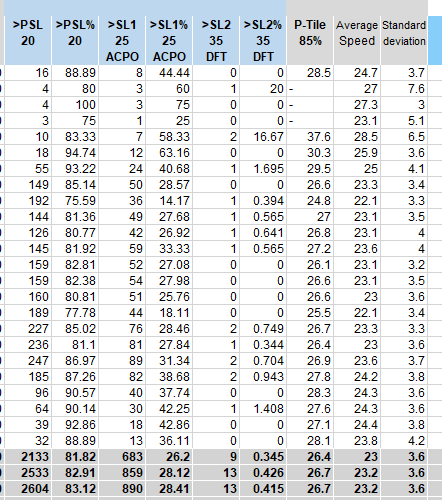 >PSL >PSL% >SL1 >SL1% >SL2 >SL2% P-Tile Average Standard
20 20 25 25 35 35 85% Speed deviation
ACPO ACPO DFT DFT
16 88.89 8 44.44 0 0 28.5 24.7 3.7
4 80 3 60 1 20 - 27 7.6
4 100 3 75 0 0 - 27.3 3
3 75 1 25 0 0 - 23.1 5.1
10 83.33 7 58.33 2 16.67 37.6 28.5 6.5
18 94.74 12 63.16 0 0 30.3 25.9 3.6
55 93.22 24 40.68 1 1.695 29.5 25 4.1
149 85.14 50 28.57 0 0 26.6 23.3 3.4
192 75.59 36 14.17 1 0.394 24.8 22.1 3.3
144 81.36 49 27.68 1 0.565 27 23.1 3.5
126 80.77 42 26.92 1 0.641 26.8 23.1 4
145 81.92 59 33.33 1 0.565 27.2 23.6 4
159 82.81 52 27.08 0 0 26.1 23.1 3.2
159 82.38 54 27.98 0 0 26.6 23.1 3.5
160 80.81 51 25.76 0 0 26.6 23 3.6
189 77.78 44 18.11 0 0 25.5 22.1 3.4
227 85.02 76 28.46 2 0.749 26.7 23.3 3.3
236 81.1 81 27.84 1 0.344 26.4 23 3.6
247 86.97 89 31.34 2 0.704 26.9 23.6 3.7
185 87.26 82 38.68 2 0.943 27.8 24.2 3.8
96 90.57 40 37.74 0 0 28.3 24.3 3.6
64 90.14 30 42.25 1 1.408 27.6 24.3 3.6
39 92.86 18 42.86 0 0 27.1 24.4 3.8
32 88.89 13 36.11 0 0 28.1 23.8 4.2
2133 81.82 683 26.2 9 0.345 26.4 23 3.6
2533 82.91 859 28.12 13 0.426 26.7 23.2 3.6
2604 83.12 890 28.41 13 0.415 26.7 23.2 3.6